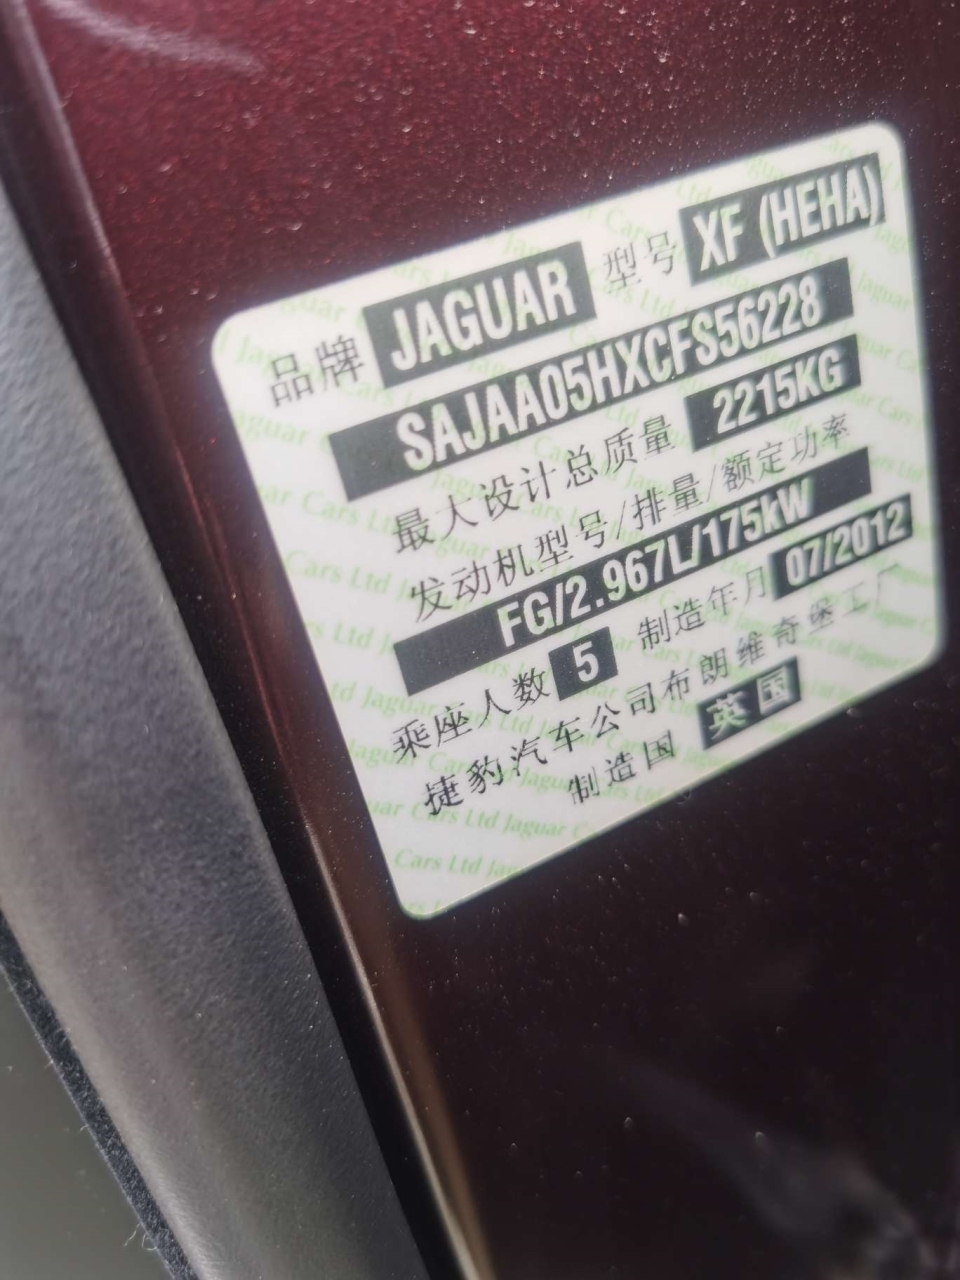 品牌 JAGUAR 型号 XF (HEHA)
SAJAA05HXCFS56228
最大设计总质量 2215KG
发动机型号/排量/额定功率
FG/2.967L/175kW
乘座人数 5 制造年月 07/2012
捷豹汽车公司布朗维奇堡工厂
制造国 英国